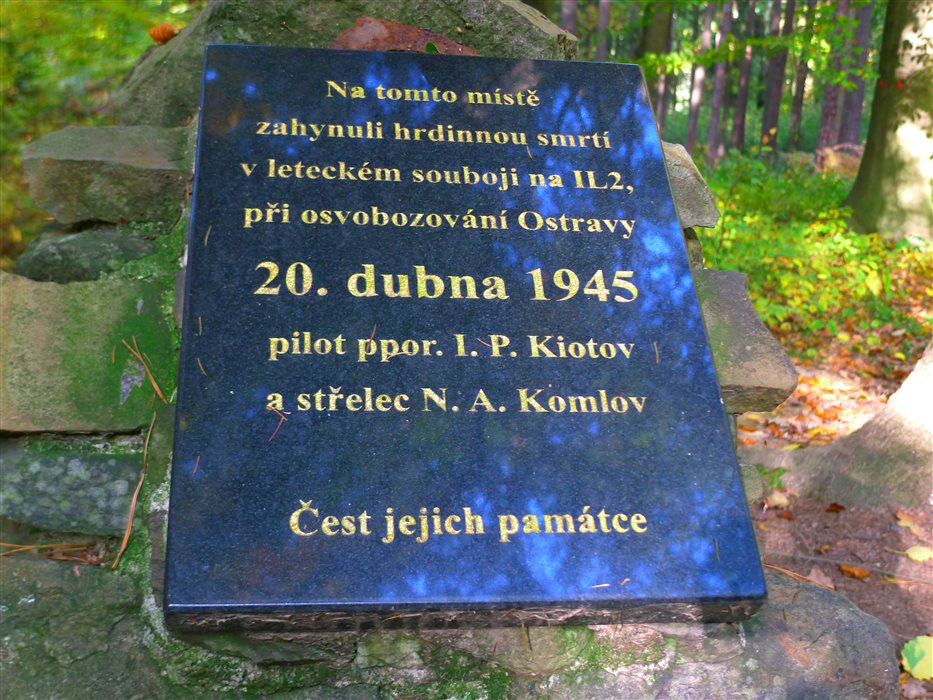 Na tomto místě
zahynuli hrdinnou smrtí
v leteckém souboji na IL2,
při osvobozování Ostravy
20. dubna 1945
pilot ppor. I. P. Kiotov
a střelec N. A. Komlov
Čest jejich památce